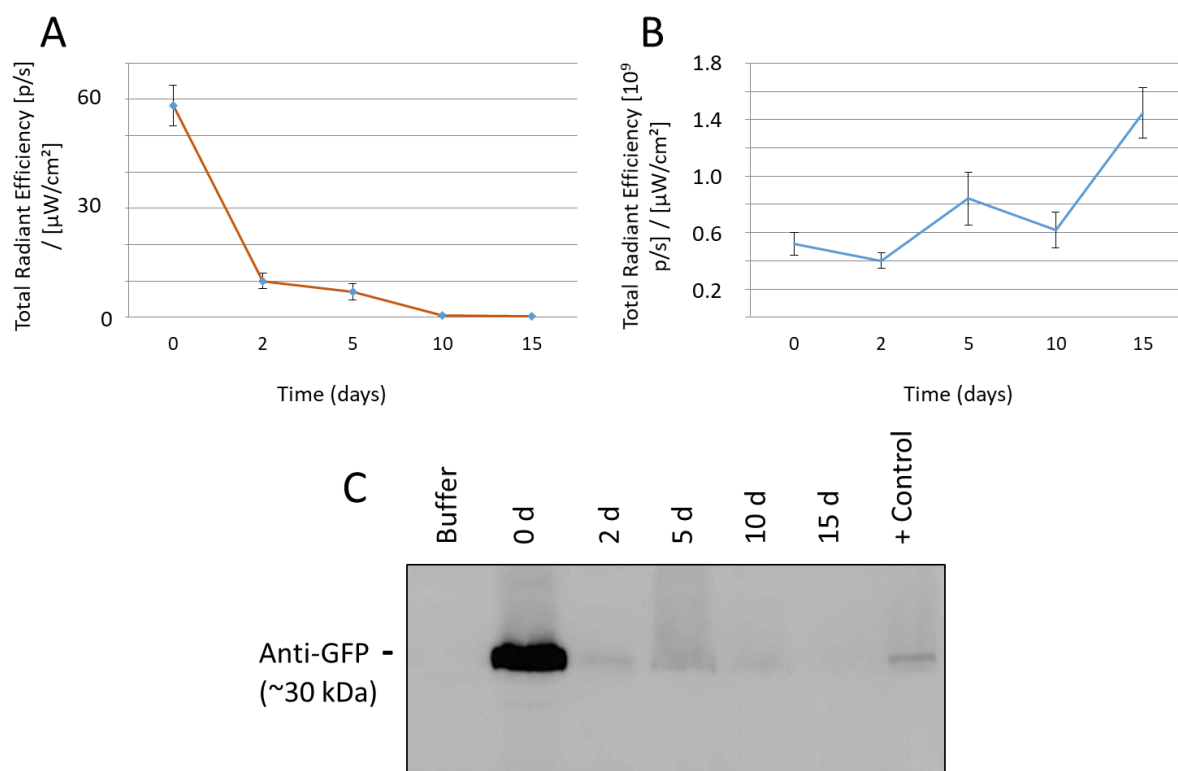 A
Total Radiant Efficiency [p/s]
/ [µW/cm²]
60
30
0
0 2 5 10 15
Time (days)
B
Total Radiant Efficiency [10⁹
p/s] / [µW/cm²]
1.8
1.4
1.0
0.6
0.2
0 2 5 10 15
Time (days)
C
Buffer
0 d
2 d
5 d
10 d
15 d
+ Control
Anti-GFP -
(~30 kDa)